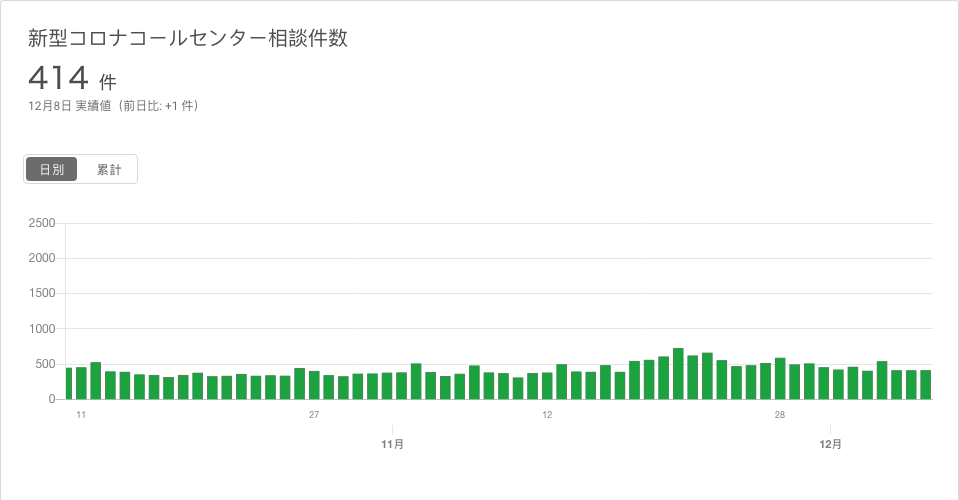 新型コロナコールセンター相談件数
414 件
12月8日 実績値（前日比: +1 件）
日別 累計
2500
2000
1500
1000
500
0
11 27 12 28
11月 12月